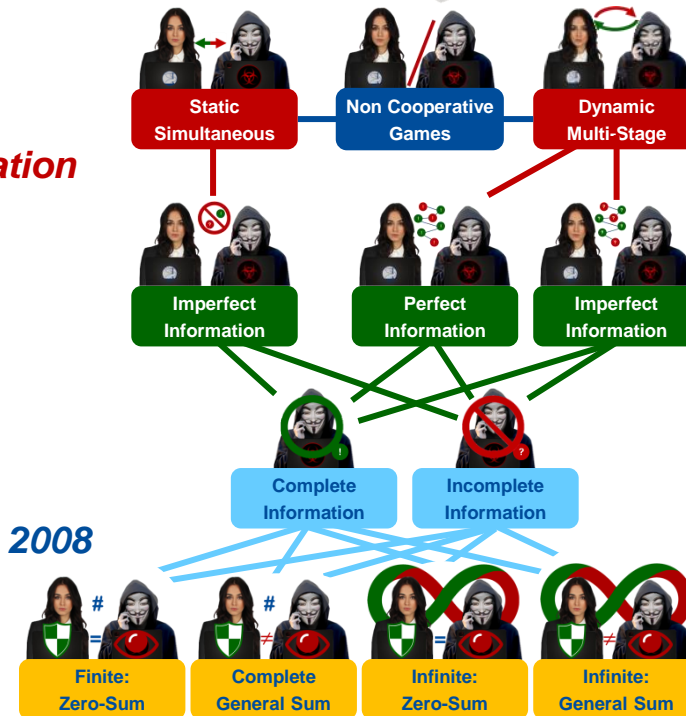 Static
Simultaneous
Non Cooperative
Games
Dynamic
Multi-Stage
ation
Imperfect
Information
Perfect
Information
Imperfect
Information
!
?
Complete
Information
Incomplete
Information
2008
#
=
#
≠
=
≠
Finite:
Zero-Sum
Complete
General Sum
Infinite:
Zero-Sum
Infinite:
General Sum